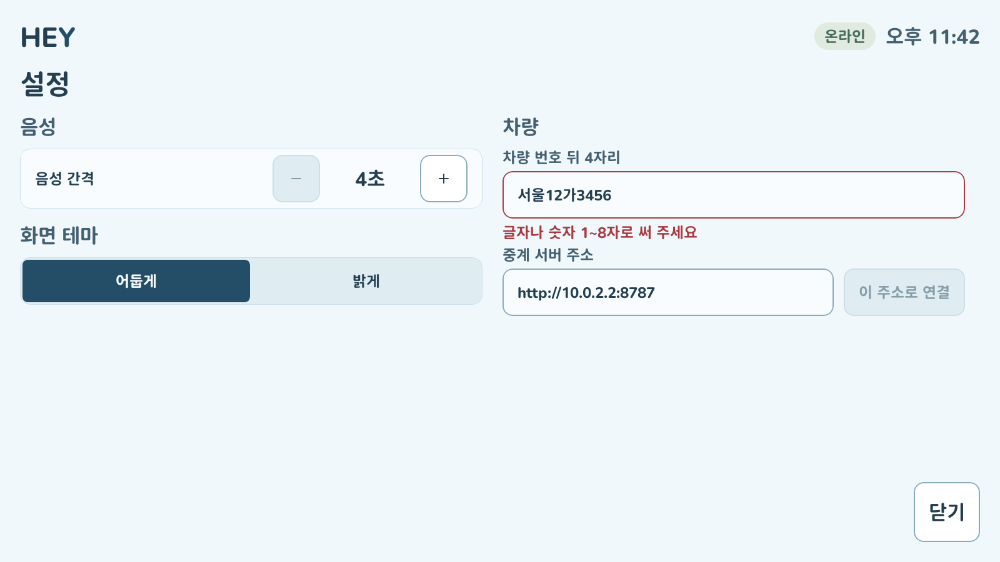 HEY
온라인 오후 11:42
설정
음성
음성 간격 − 4초 +
화면 테마
어둡게 밝게
차량
차량 번호 뒤 4자리
서울12가3456
글자나 숫자 1~8자로 써 주세요
중계 서버 주소
http://10.0.2.2:8787 이 주소로 연결
닫기